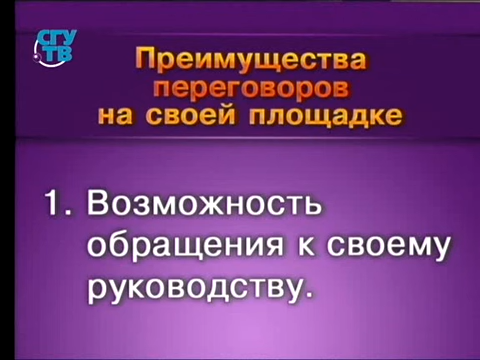 СГУ
ТВ
Преимущества
переговоров
на своей площадке
1. Возможность
обращения к своему
руководству.